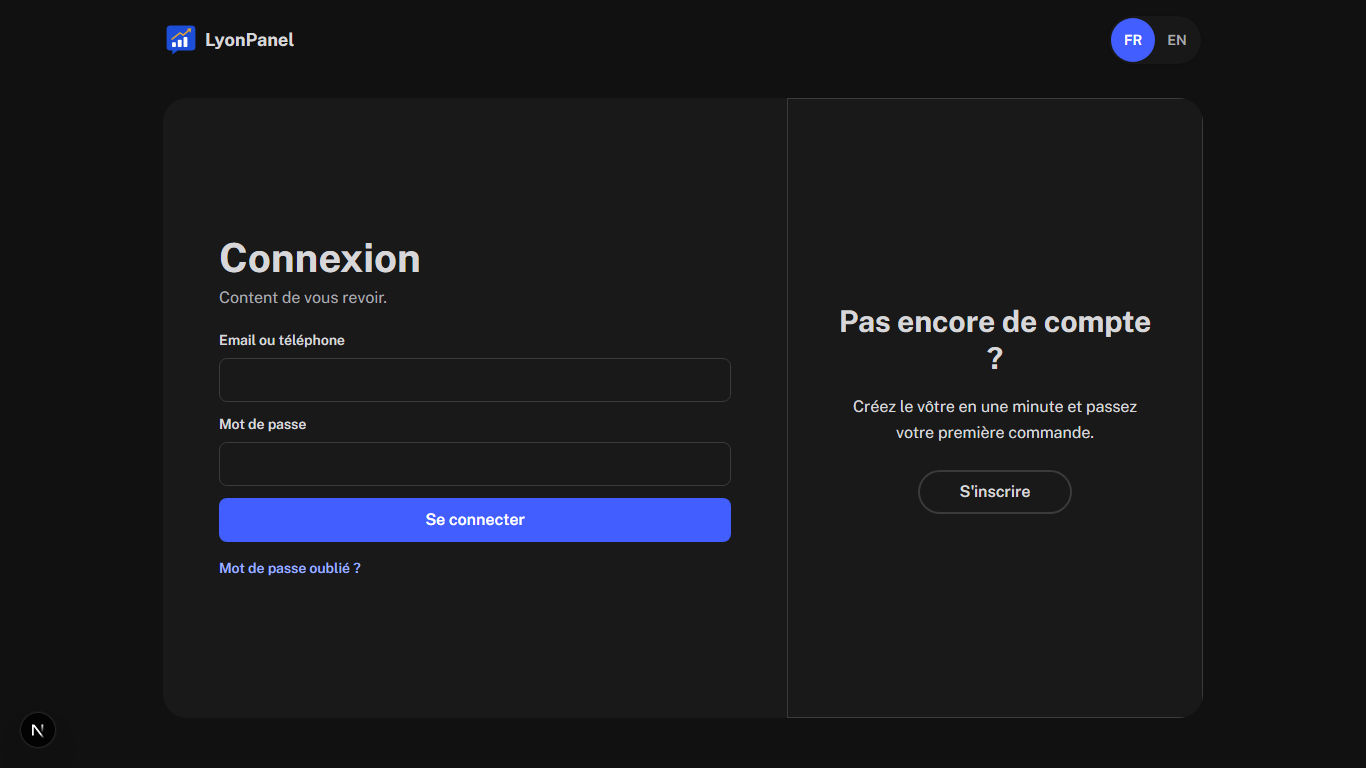 LyonPanel
FR
EN
Connexion
Content de vous revoir.
Email ou téléphone
Mot de passe
Se connecter
Mot de passe oublié ?
Pas encore de compte
?
Créez le vôtre en une minute et passez
votre première commande.
S'inscrire
N